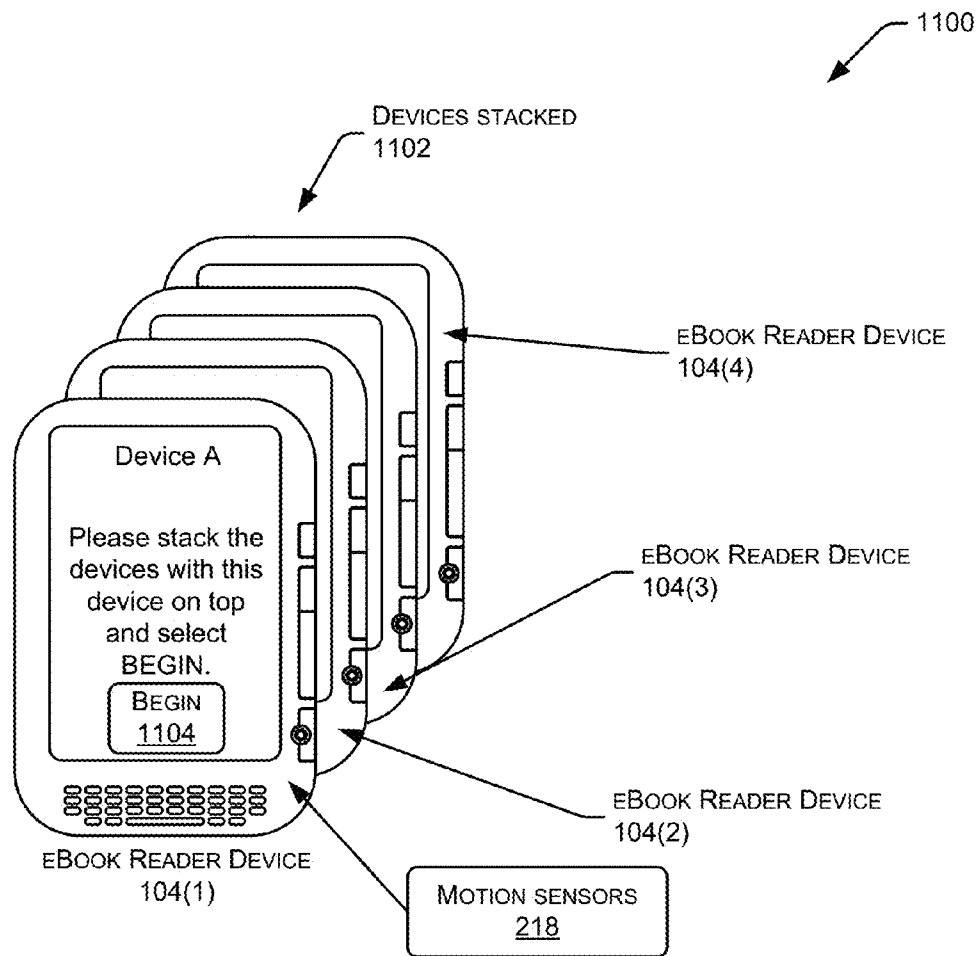 1100
DEVICES STACKED
1102
EBOOK READER DEVICE
104(4)
Device A
Please stack the
devices with this
device on top
and select
BEGIN.
BEGIN
1104
EBOOK READER DEVICE
104(3)
EBOOK READER DEVICE
104(2)
EBOOK READER DEVICE
104(1)
MOTION SENSORS
218